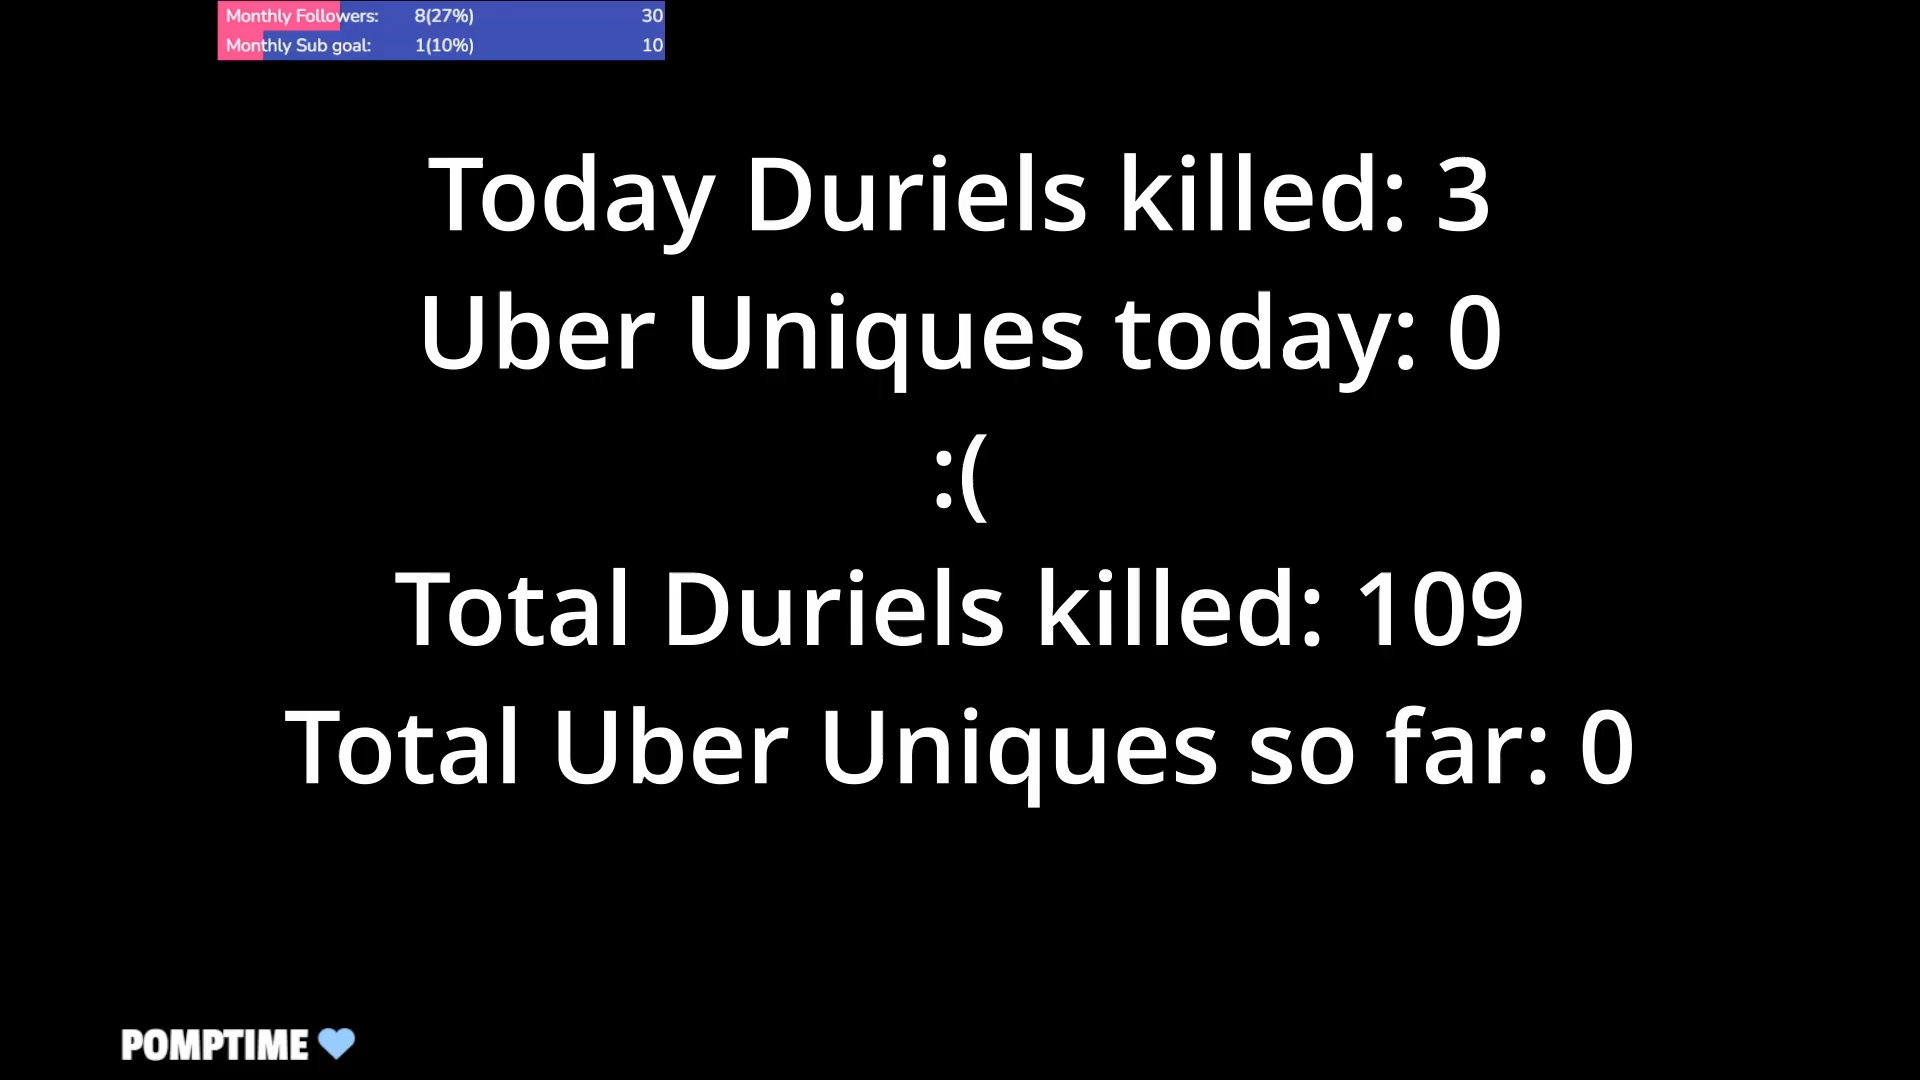 Monthly Followers: 8(27%) 30
Monthly Sub goal: 1(10%) 10
Today Duriels killed: 3
Uber Uniques today: 0
:(
Total Duriels killed: 109
Total Uber Uniques so far: 0
POMPTIME 🩵